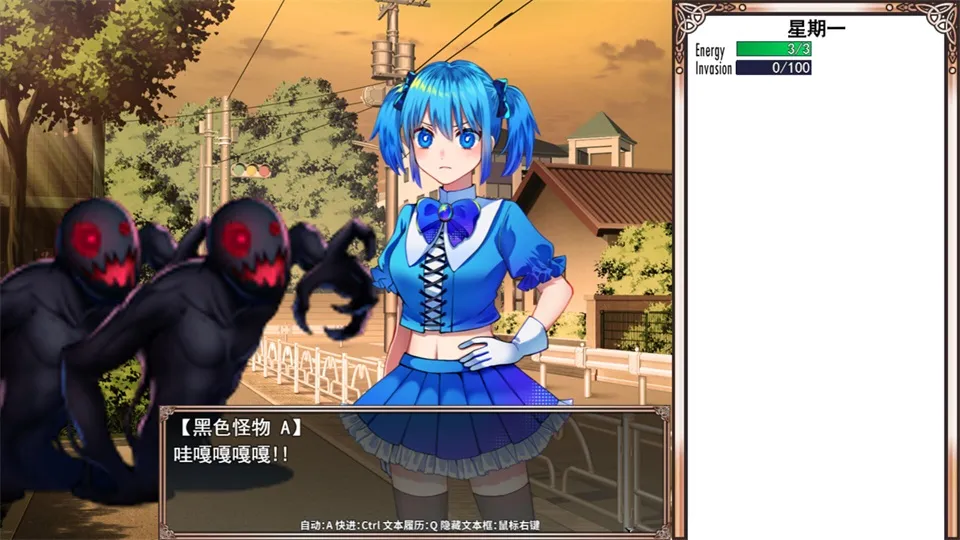 星期一
Energy 3/3
Invasion 0/100
【黑色怪物 A】
哇嘎嘎嘎嘎!!
自动:A 快进:Ctrl 文本履历:Q 隐藏文本框:鼠标右键